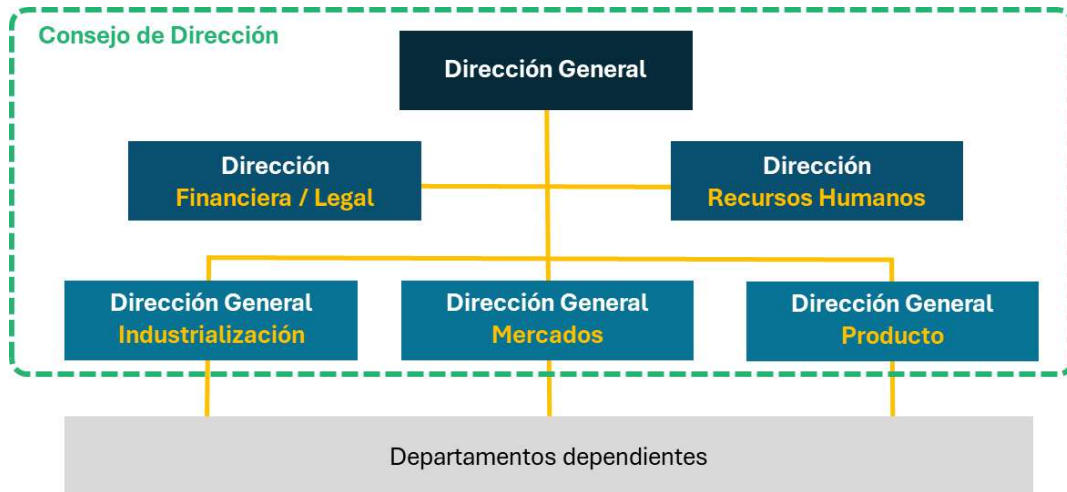 Consejo de Dirección
Dirección General
Dirección
Financiera / Legal
Dirección
Recursos Humanos
Dirección General
Industrialización
Dirección General
Mercados
Dirección General
Producto
Departamentos dependientes